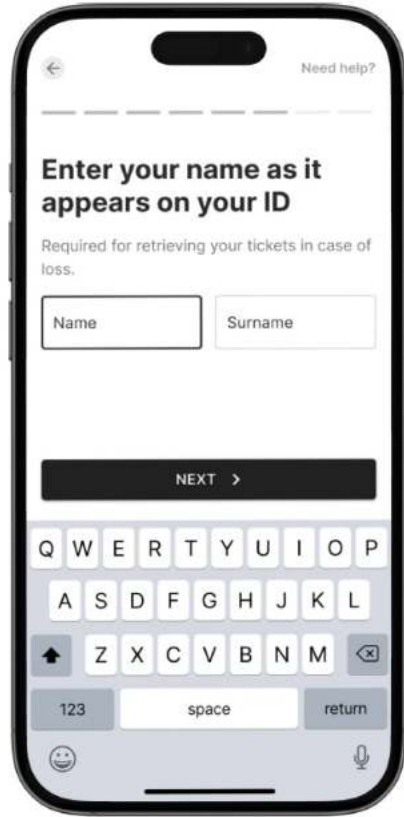 Need help?
Enter your name as it
appears on your ID
Required for retrieving your tickets in case of
loss.
Name Surname
NEXT >
Q W E R T Y U I O P
A S D F G H J K L
Z X C V B N M
123 space return